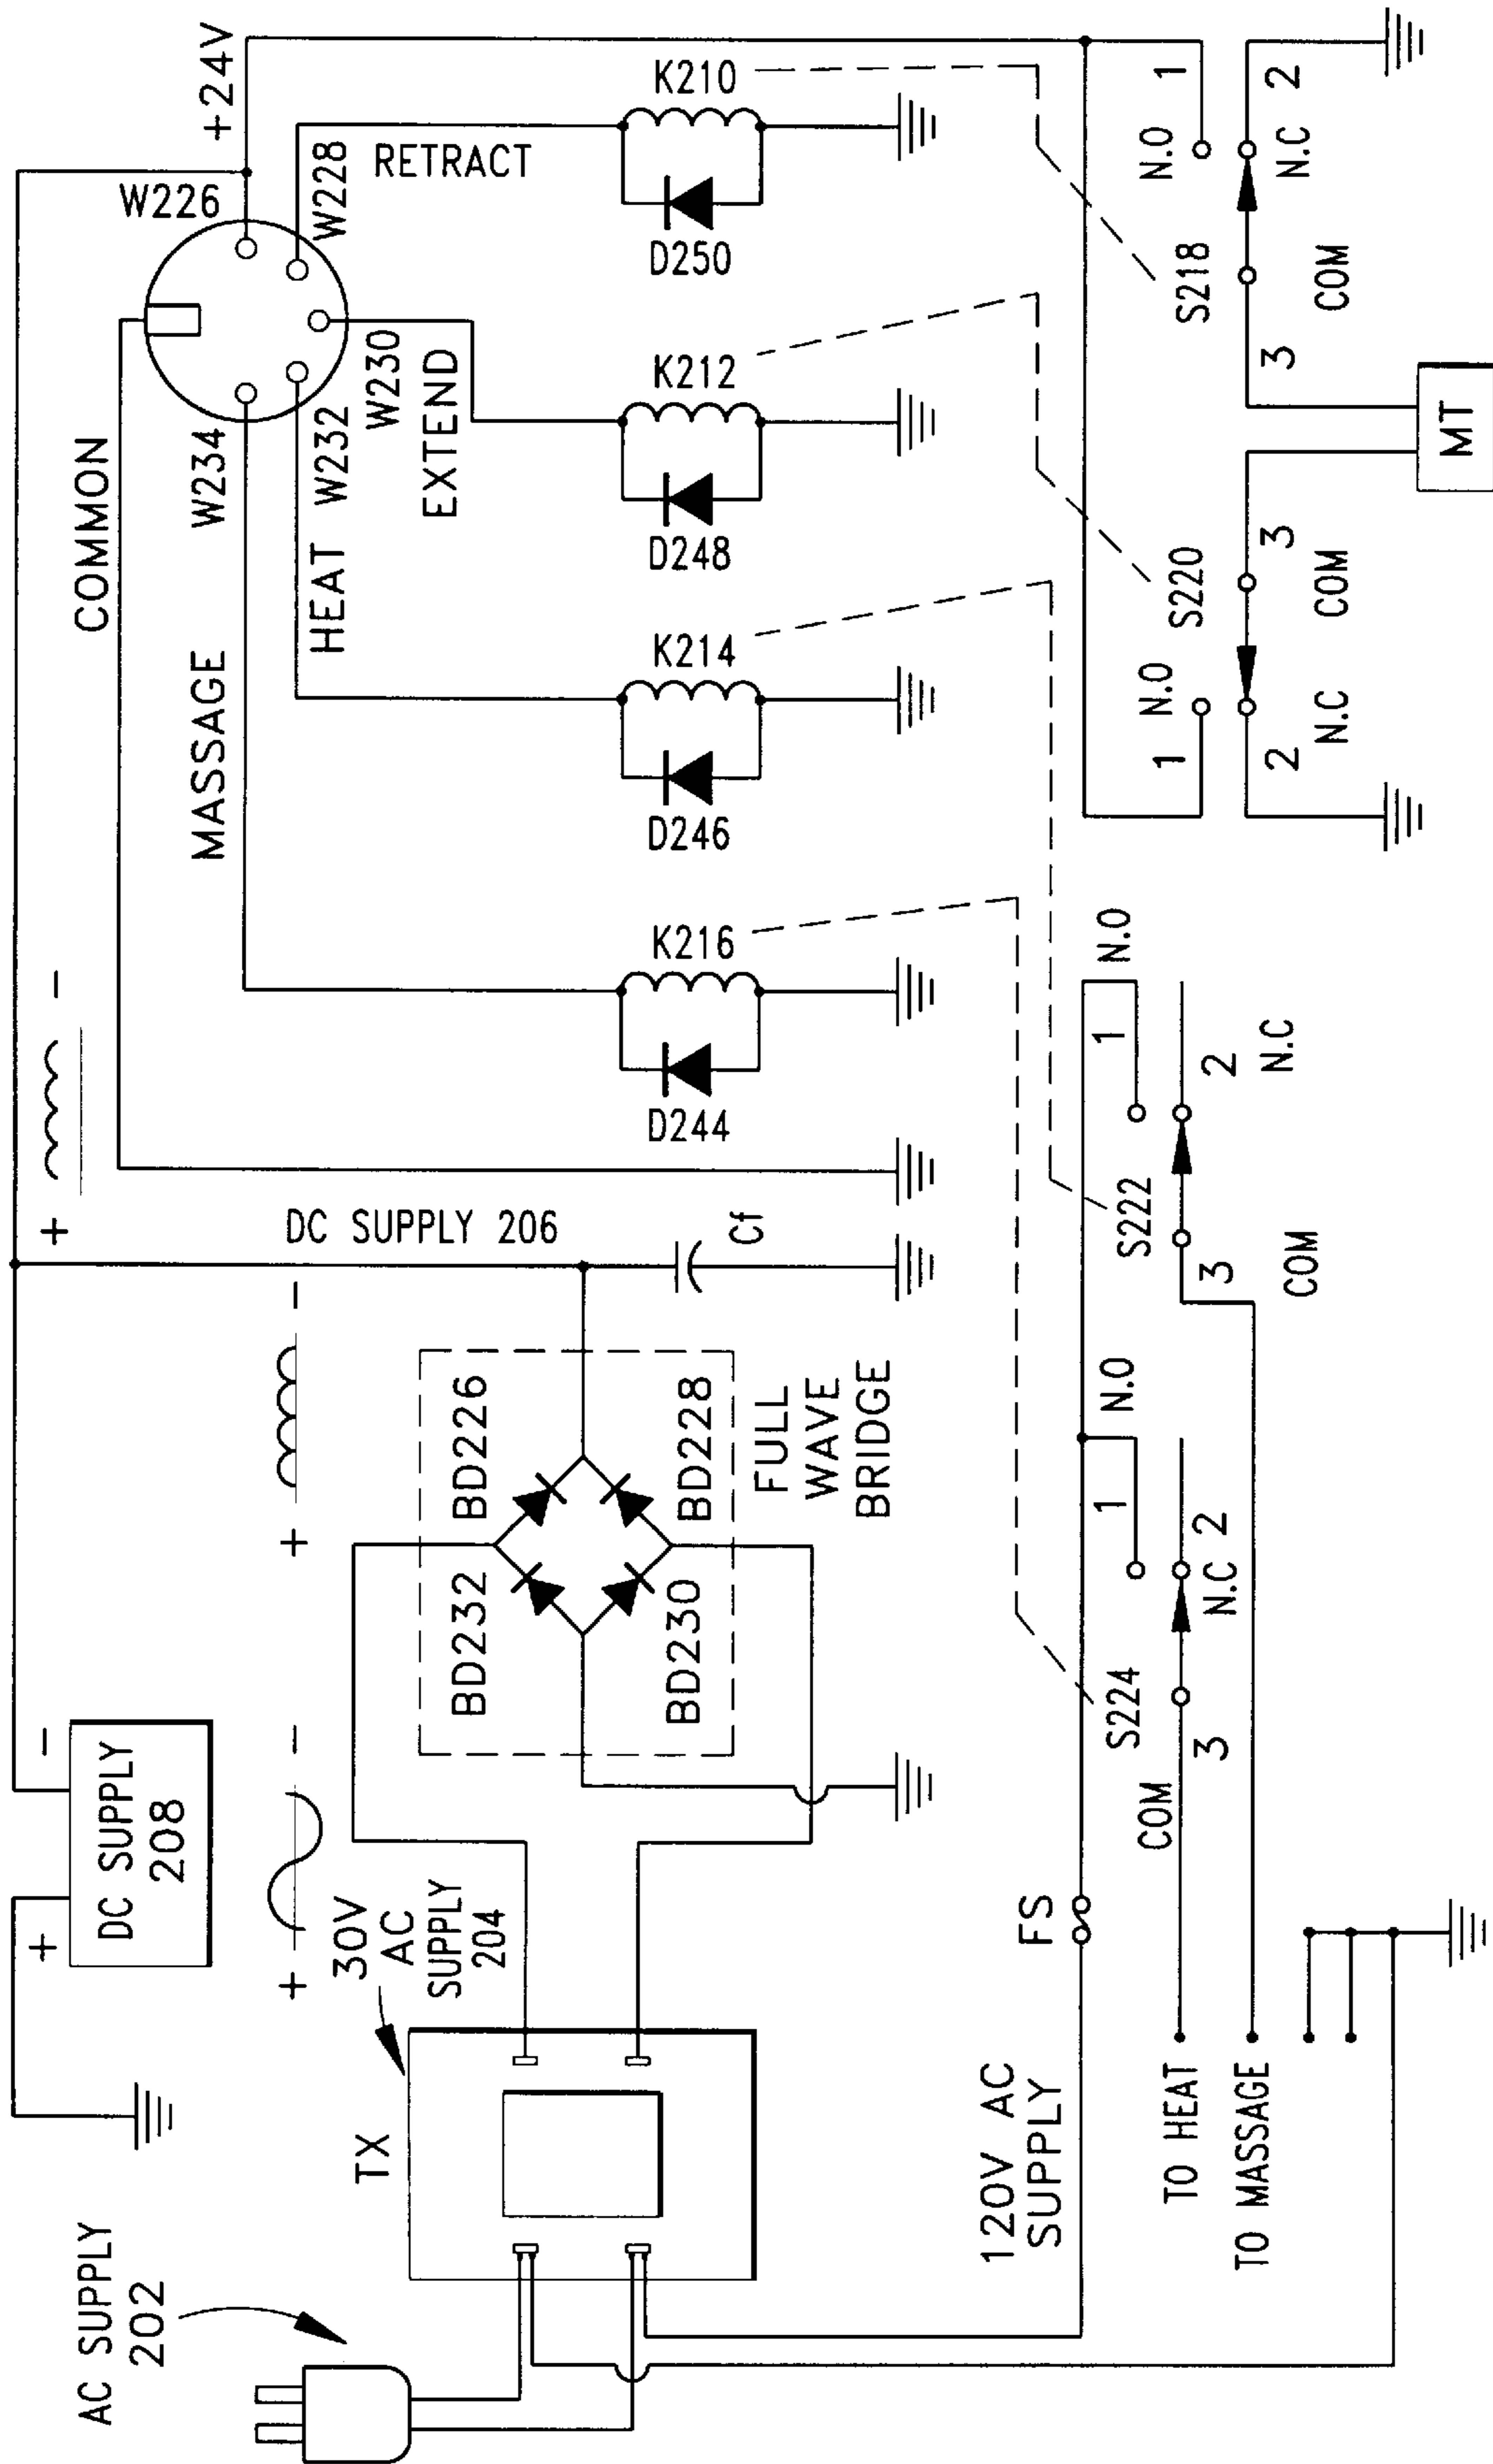 AC SUPPLY
202
TX
30V
AC
SUPPLY
204
+
-
DC SUPPLY
208
+
-
BD232
BD226
BD230
BD228
FULL
WAVE
BRIDGE
+
-
DC SUPPLY 206
Cf
+
-
COMMON
MASSAGE
W234
HEAT
W232
EXTEND
W230
W226
W228
RETRACT
+24V
D244
K216
D246
K214
D248
K212
D250
K210
120V AC
SUPPLY
FS
TO HEAT
TO MASSAGE
COM
3
S224
N.C
2
1
N.O
COM
3
S222
N.C
2
1
N.O
1
N.O
S220
2
N.C
COM
3
MT
3
COM
S218
N.O
1
N.C
2